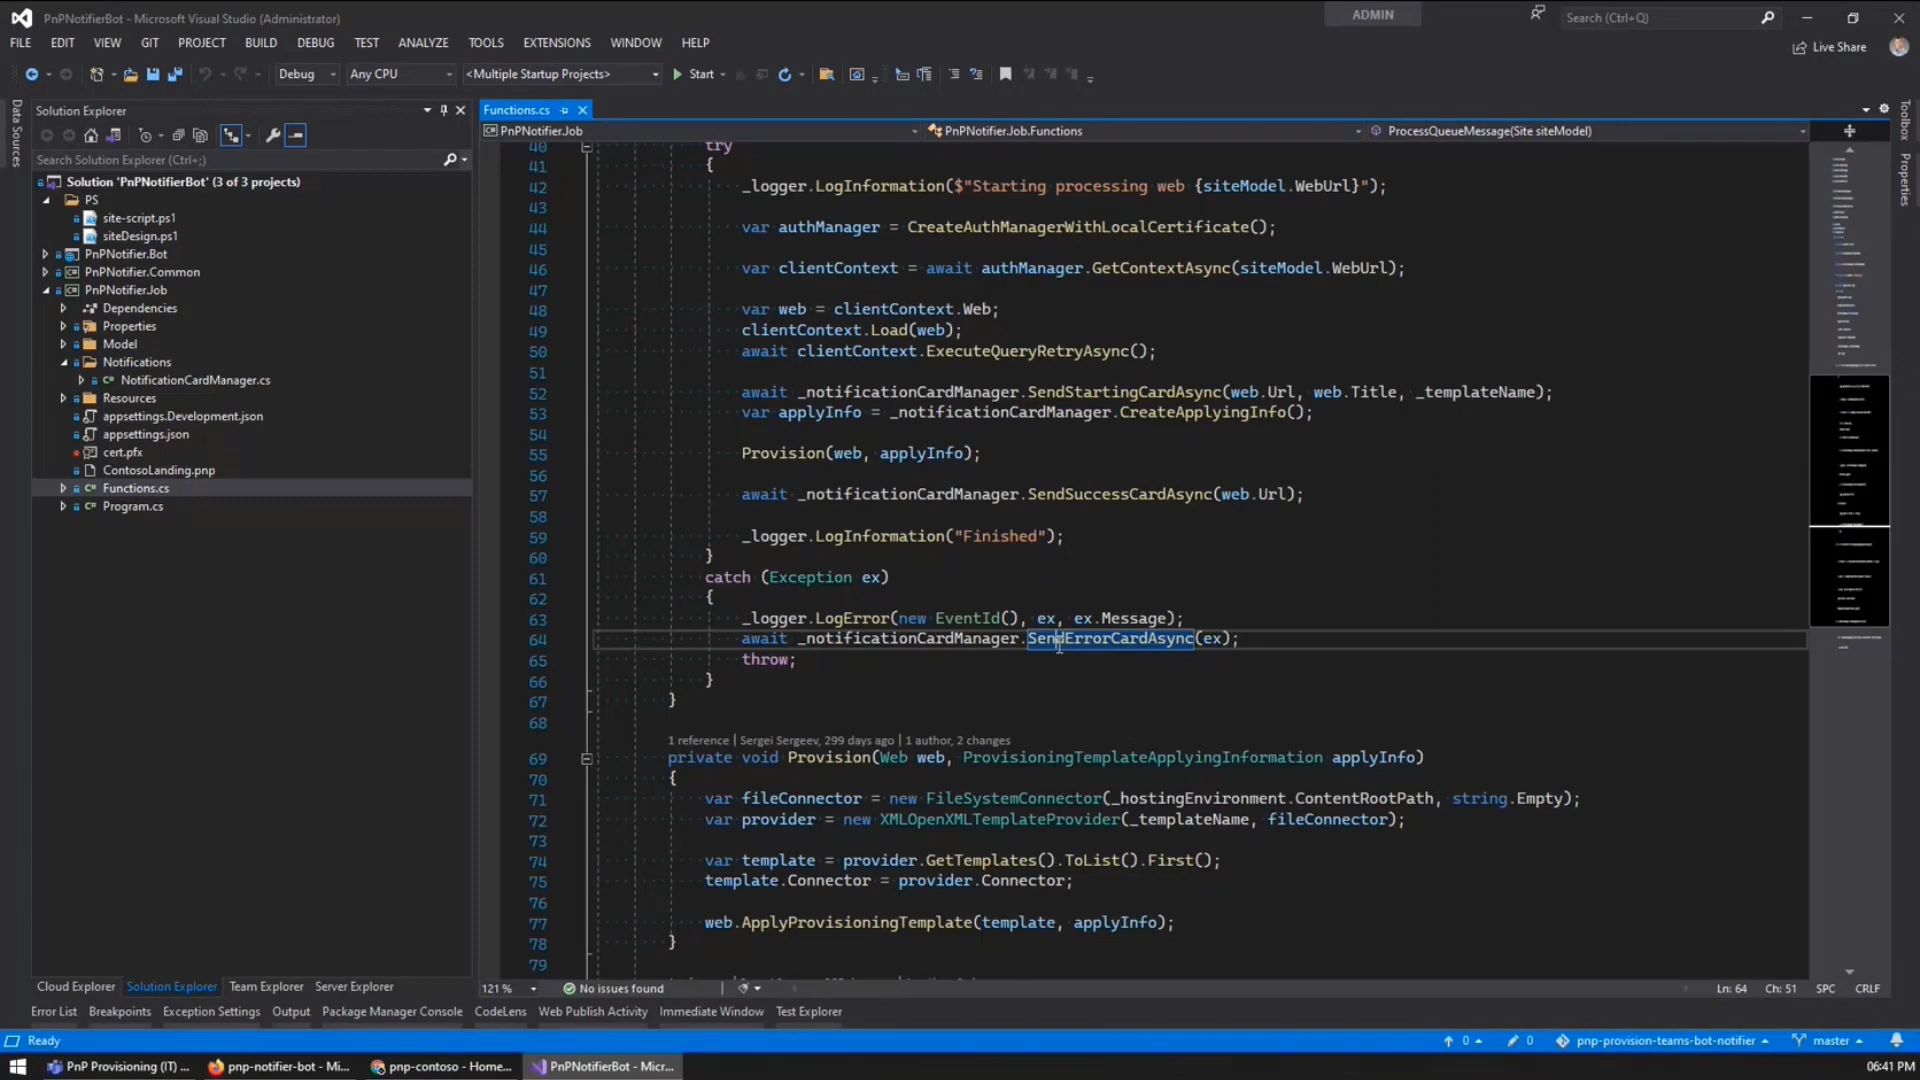 PnPNotifierBot - Microsoft Visual Studio (Administrator)
ADMIN
Search (Ctrl+Q)
FILE EDIT VIEW GIT PROJECT BUILD DEBUG TEST ANALYZE TOOLS EXTENSIONS WINDOW HELP
Live Share
Debug Any CPU <Multiple Startup Projects> Start
Data Sources
Toolbox
Properties
Solution Explorer
Search Solution Explorer (Ctrl+;)
Solution 'PnPNotifierBot' (3 of 3 projects)
PS
site-script.ps1
siteDesign.ps1
PnPNotifier.Bot
PnPNotifier.Common
PnPNotifier.Job
Dependencies
Properties
Model
Notifications
NotificationCardManager.cs
Resources
appsettings.Development.json
appsettings.json
cert.pfx
ContosoLanding.pnp
Functions.cs
Program.cs
Cloud Explorer Solution Explorer Team Explorer Server Explorer
Functions.cs
PnPNotifier.Job PnPNotifier.Job.Functions ProcessQueueMessage(Site siteModel)
40 try
41 {
42 _logger.LogInformation($"Starting processing web {siteModel.WebUrl}");
43
44 var authManager = CreateAuthManagerWithLocalCertificate();
45
46 var clientContext = await authManager.GetContextAsync(siteModel.WebUrl);
47
48 var web = clientContext.Web;
49 clientContext.Load(web);
50 await clientContext.ExecuteQueryRetryAsync();
51
52 await _notificationCardManager.SendStartingCardAsync(web.Url, web.Title, _templateName);
53 var applyInfo = _notificationCardManager.CreateApplyingInfo();
54
55 Provision(web, applyInfo);
56
57 await _notificationCardManager.SendSuccessCardAsync(web.Url);
58
59 _logger.LogInformation("Finished");
60 }
61 catch (Exception ex)
62 {
63 _logger.LogError(new EventId(), ex, ex.Message);
64 await _notificationCardManager.SendErrorCardAsync(ex);
65 throw;
66 }
67 }
68
1 reference | Sergei Sergeev, 299 days ago | 1 author, 2 changes
69 private void Provision(Web web, ProvisioningTemplateApplyingInformation applyInfo)
70 {
71 var fileConnector = new FileSystemConnector(_hostingEnvironment.ContentRootPath, string.Empty);
72 var provider = new XMLOpenXMLTemplateProvider(_templateName, fileConnector);
73
74 var template = provider.GetTemplates().ToList().First();
75 template.Connector = provider.Connector;
76
77 web.ApplyProvisioningTemplate(template, applyInfo);
78 }
79
121 % No issues found Ln: 64 Ch: 51 SPC CRLF
Error List Breakpoints Exception Settings Output Package Manager Console CodeLens Web Publish Activity Immediate Window Test Explorer
Ready 0 0 pnp-provision-teams-bot-notifier master
PnP Provisioning (IT) ... pnp-notifier-bot - Mi... pnp-contoso - Home... PnPNotifierBot - Micr... 06:41 PM